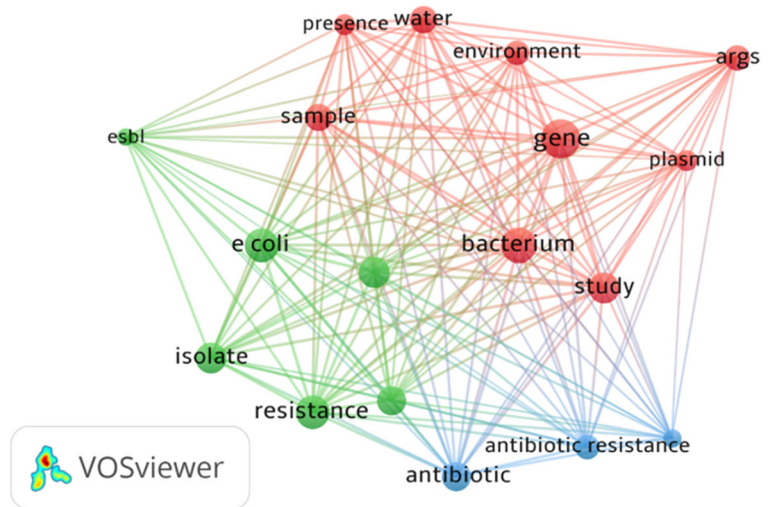 presence
water
environment
args
sample
esbl
gene
plasmid
e coli
bacterium
study
isolate
resistance
antibiotic resistance
antibiotic
VOSviewer